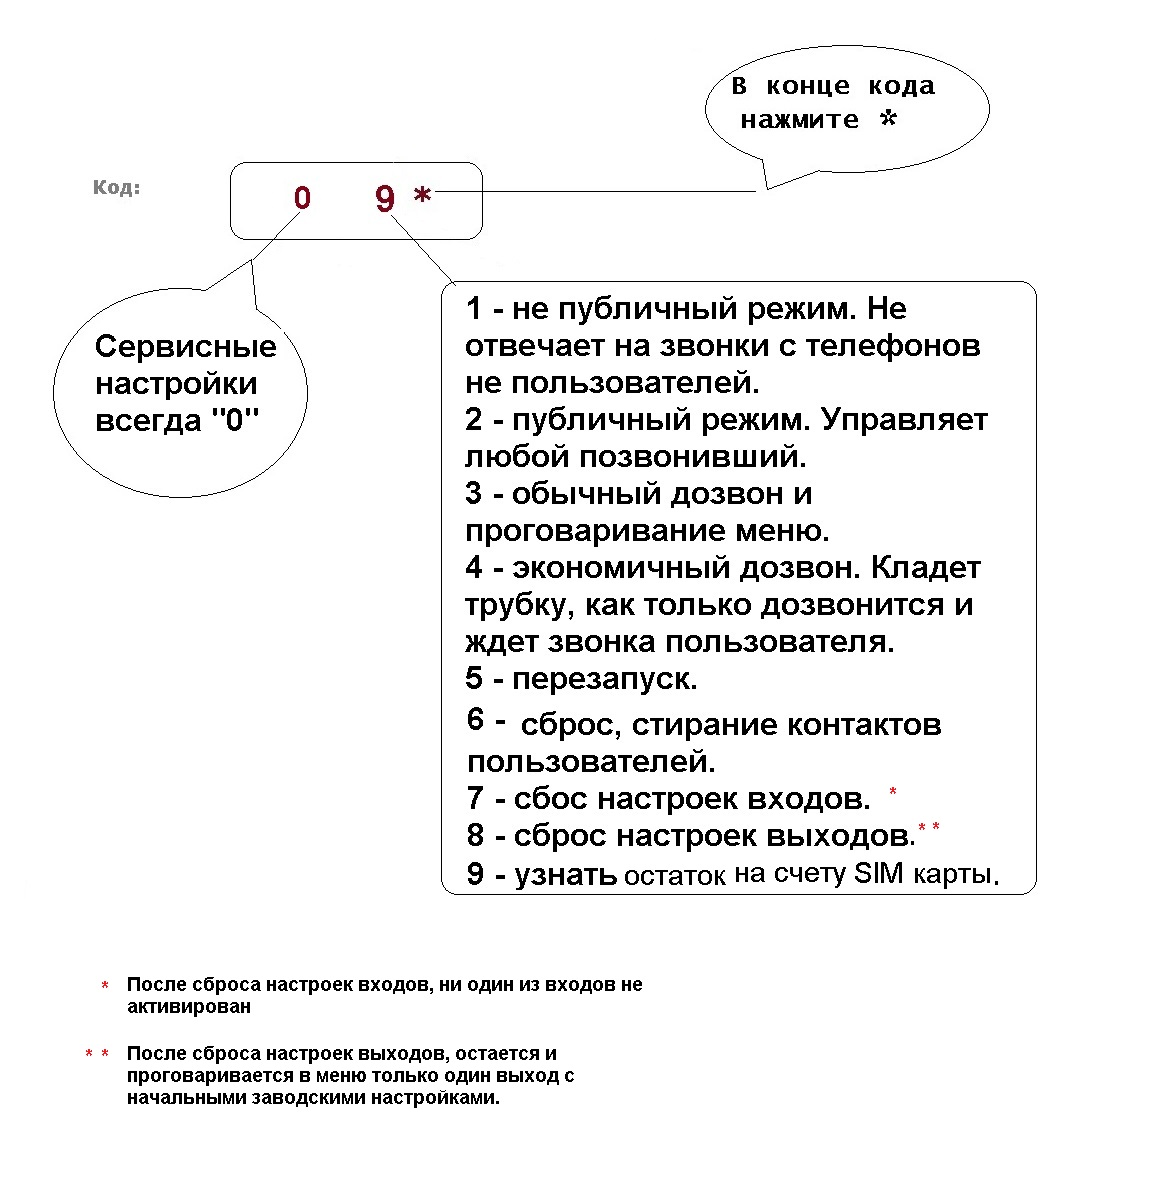 В конце кода
нажмите *
Код:
0 9 *
Сервисные
настройки
всегда "0"
1 - не публичный режим. Не
отвечает на звонки с телефонов
не пользователей.
2 - публичный режим. Управляет
любой позвонивший.
3 - обычный дозвон и
проговаривание меню.
4 - экономичный дозвон. Кладет
трубку, как только дозвонится и
ждет звонка пользователя.
5 - перезапуск.
6 - сброс, стирание контактов
пользователей.
7 - сбос настроек входов. *
8 - сброс настроек выходов. * *
9 - узнать остаток на счету SIM карты.
* После сброса настроек входов, ни один из входов не
активирован
* * После сброса настроек выходов, остается и
проговаривается в меню только один выход с
начальными заводскими настройками.